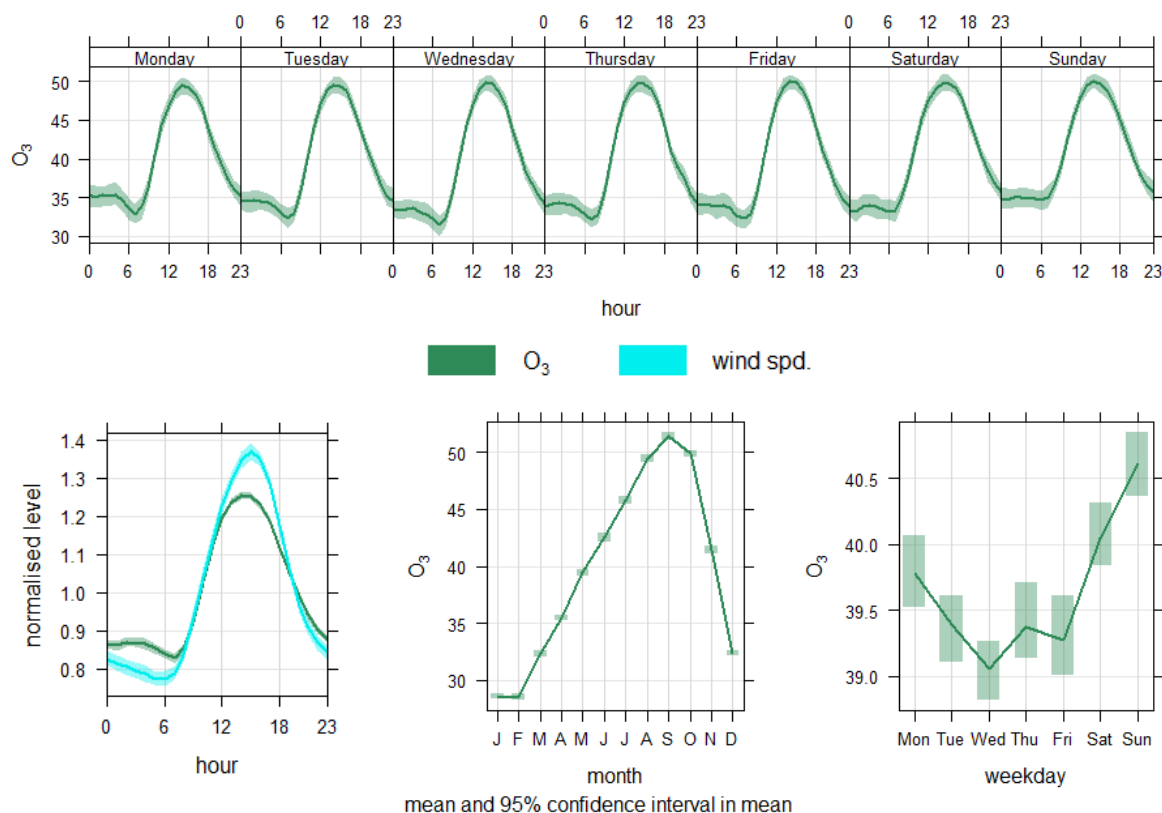 0 12 23 0 12 23 0 12 23
6 18 6 18 6 18
Monday Tuesday Wednesday Thursday Friday Saturday Sunday
50
45
40
35
30
O3
0 12 23 0 12 23 0 12 23 0 12 23
6 18 6 18 6 18 6 18
hour
O3 wind spd.
1.4
1.3
1.2
1.1
1.0
0.9
0.8
normalised level
0 6 12 18 23
hour
50
45
40
35
30
O3
J F M A M J J A S O N D
month
40.5
40.0
39.5
39.0
O3
Mon Tue Wed Thu Fri Sat Sun
weekday
mean and 95% confidence interval in mean